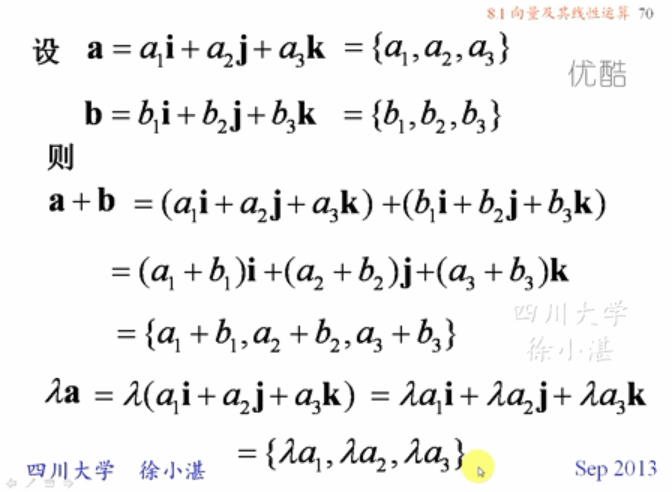 8.1 向量及其线性运算 70
设 a = a₁i + a₂j + a₃k = {a₁, a₂, a₃}
优酷
b = b₁i + b₂j + b₃k = {b₁, b₂, b₃}
则
a + b = (a₁i + a₂j + a₃k) + (b₁i + b₂j + b₃k)
= (a₁ + b₁)i + (a₂ + b₂)j + (a₃ + b₃)k
四川大学
= {a₁ + b₁, a₂ + b₂, a₃ + b₃}
徐小湛
λa = λ(a₁i + a₂j + a₃k) = λa₁i + λa₂j + λa₃k
= {λa₁, λa₂, λa₃}
四川大学 徐小湛 Sep 2013